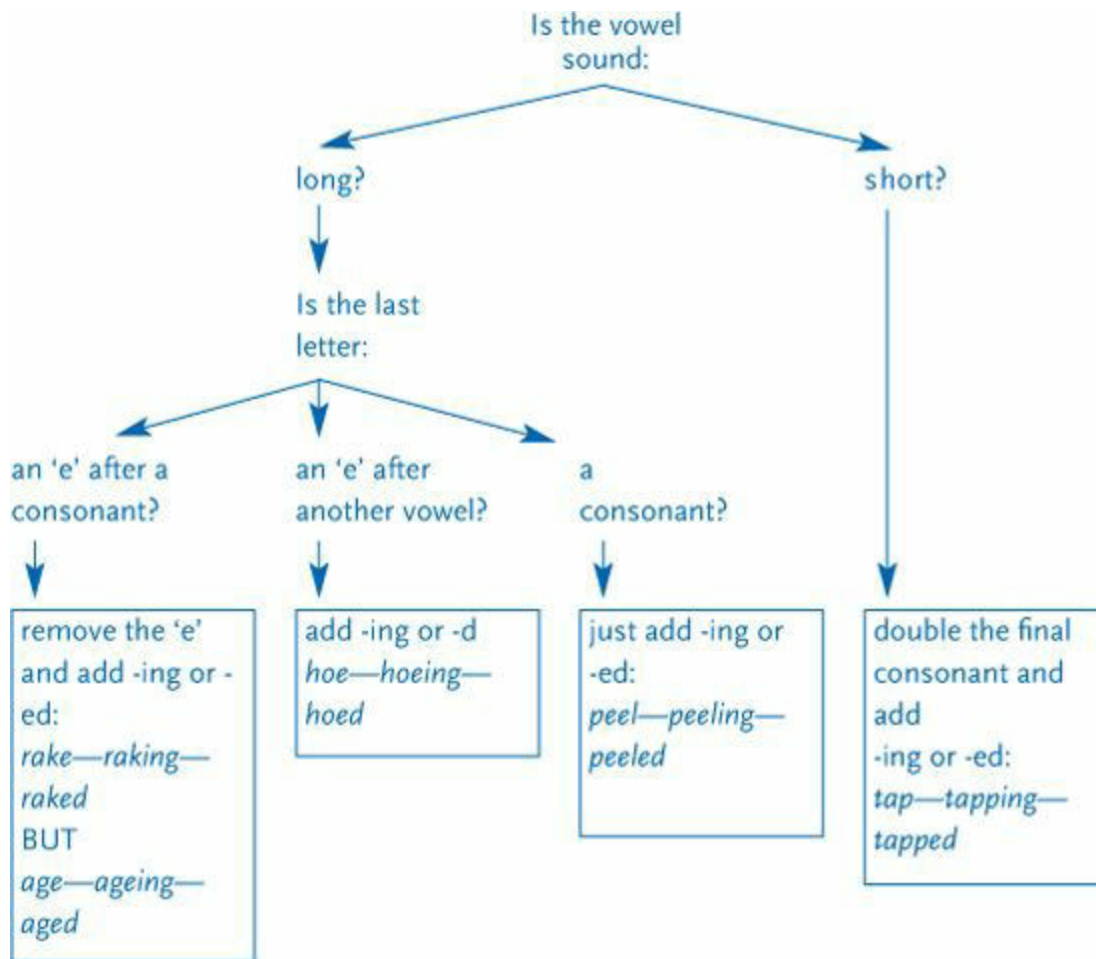 Is the vowel
sound:
long?
short?
Is the last
letter:
an ‘e’ after a
consonant?
an ‘e’ after
another vowel?
a
consonant?
remove the ‘e’
and add -ing or -
ed:
rake—raking—
raked
BUT
age—ageing—
aged
add -ing or -d
hoe—hoeing—
hoed
just add -ing or
-ed:
peel—peeling—
peeled
double the final
consonant and
add
-ing or -ed:
tap—tapping—
tapped